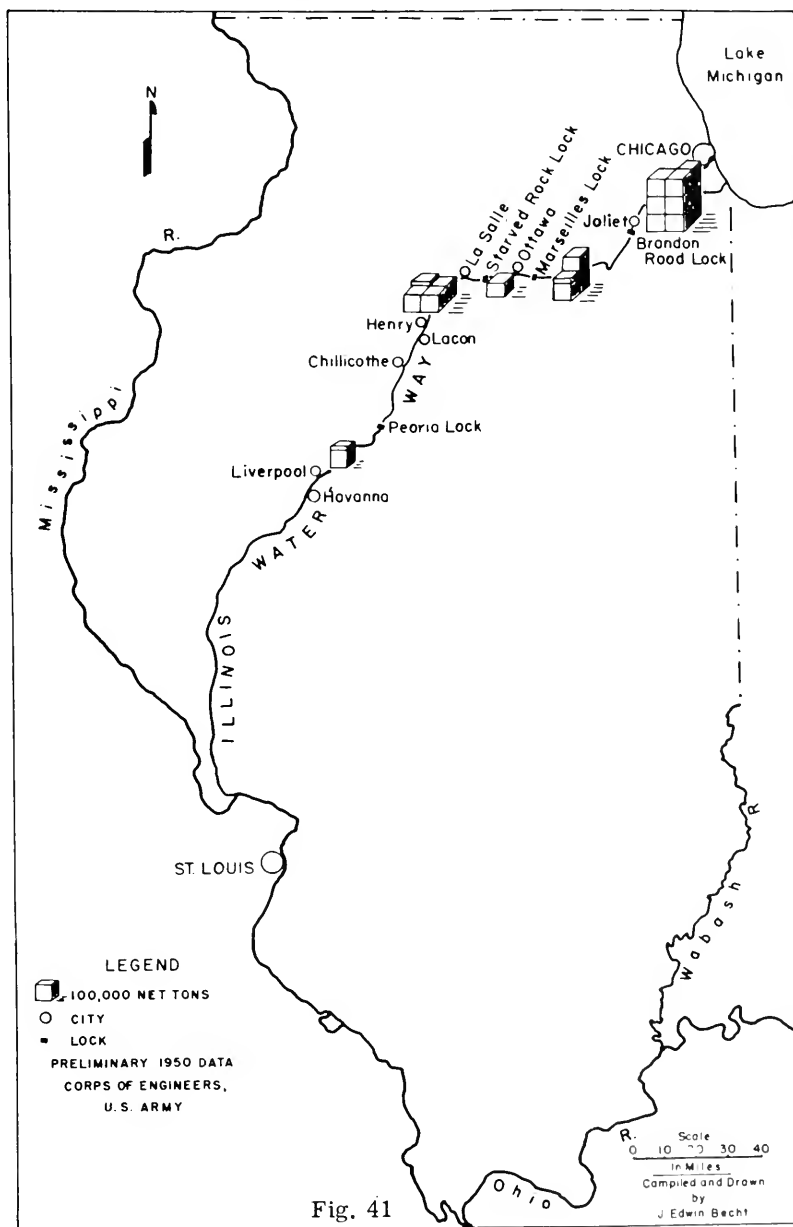 Lake
Michigan
N
CHICAGO
La Salle
Starved Rock Lock
Ottawa
Marseilles Lock
Joliet
Brandon
Road Lock
R.
Henry
Lacon
Chillicothe
WAY
Peoria Lock
Mississippi
Liverpool
Havanna
WATER
ILLINOIS
ST. LOUIS
Wabash R
LEGEND
100,000 NET TONS
CITY
LOCK
PRELIMINARY 1950 DATA
CORPS OF ENGINEERS,
U.S. ARMY
Ohio R.
Scale
0 10 20 30 40
In Miles
Compiled and Drawn
by
J. Edwin Becht
Fig. 41